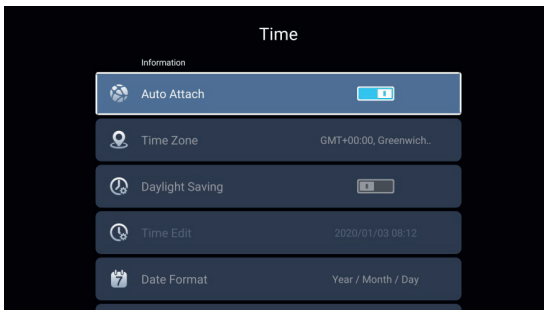 Time
Information
Auto Attach
Time Zone GMT+00:00, Greenwich..
Daylight Saving
Time Edit 2020/01/03 08:12
7 Date Format Year / Month / Day